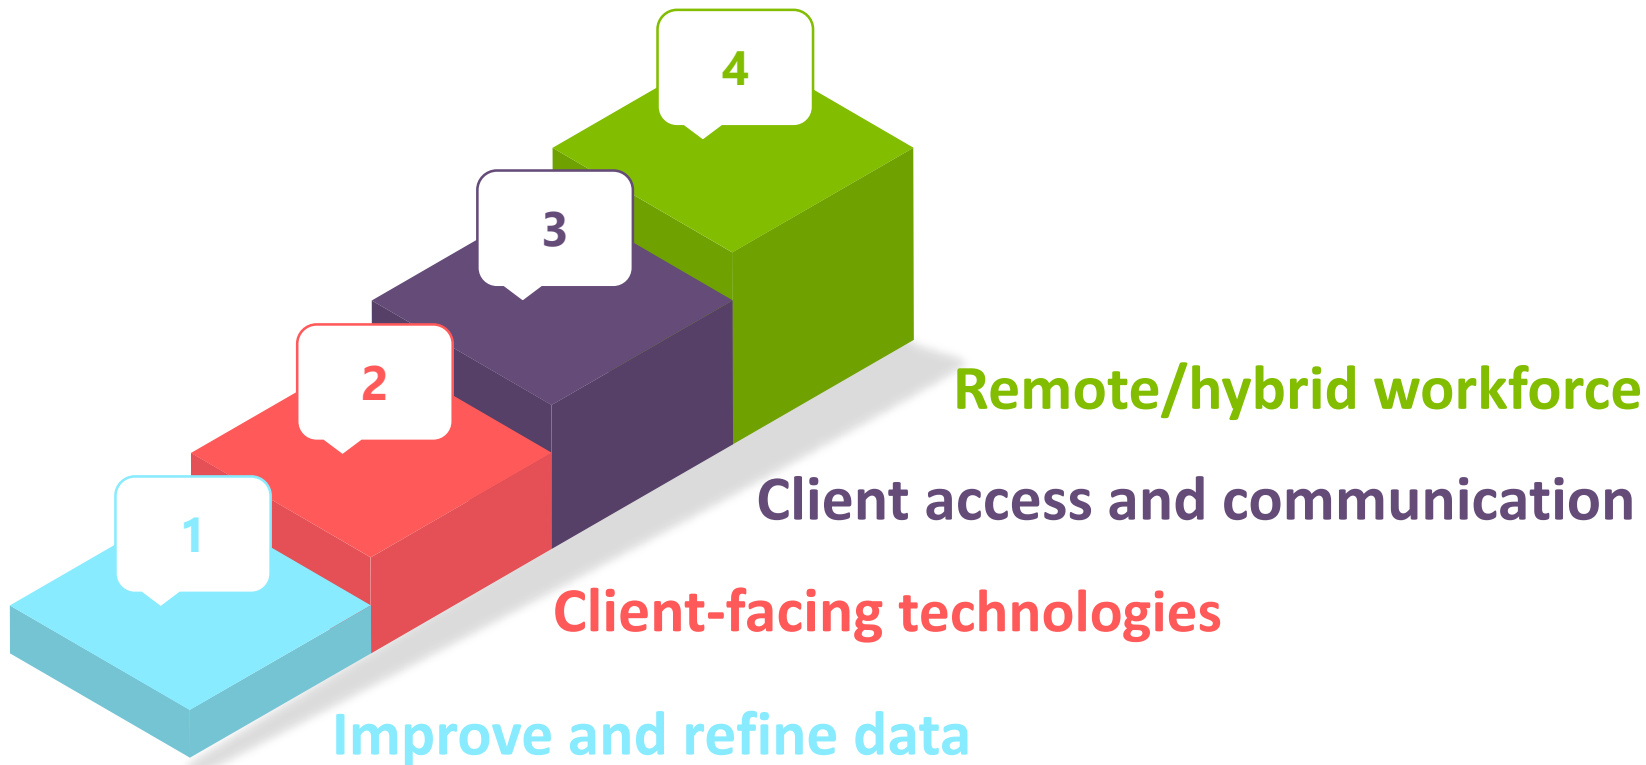 4
3
2
1
Remote/hybrid workforce
Client access and communication
Client-facing technologies
Improve and refine data